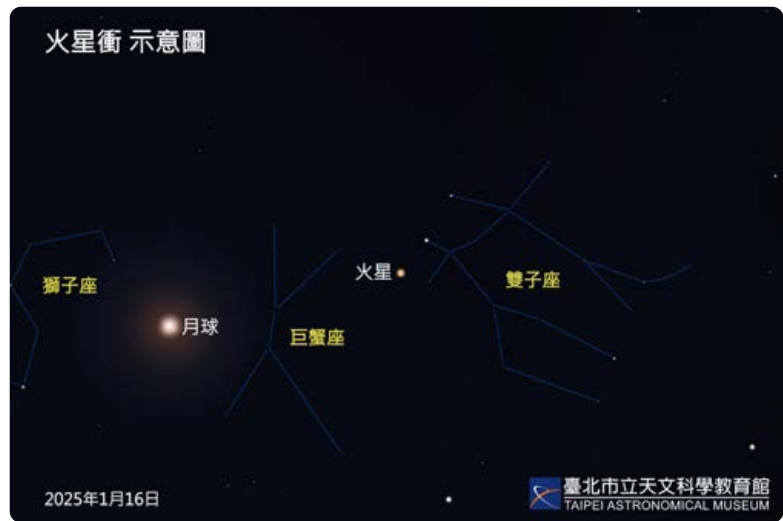 火星衝 示意圖
火星
獅子座
雙子座
月球
巨蟹座
2025年1月16日
臺北市立天文科學教育館
TAIPEI ASTRONOMICAL MUSEUM